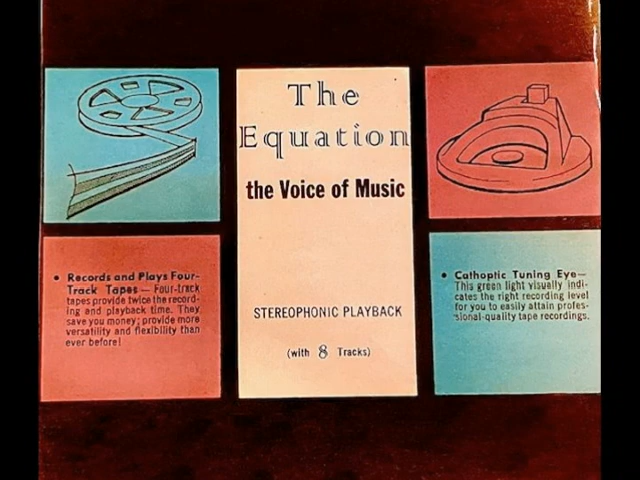 The
Equation
the Voice of Music
STEREOPHONIC PLAYBACK
(with 8 Tracks)
• Records and Plays Four-
Track Tapes — Four-track
tapes provide twice the record-
ing and playback time. They
save you money; provide more
versatility and flexibility than
ever before!
• Cathoptic Tuning Eye—
This green light visually indi-
cates the right recording level
for you to easily attain profes-
sional-quality tape recordings.